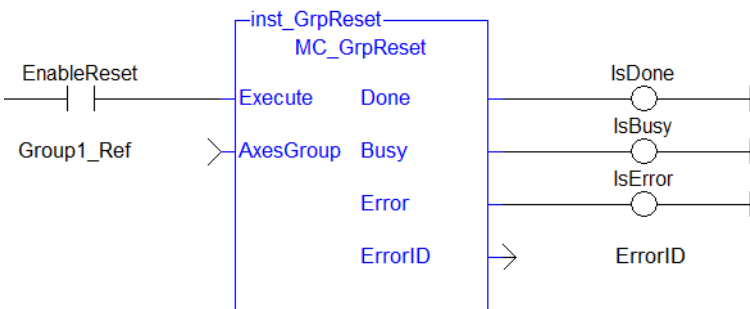 inst_GrpReset
MC_GrpReset
EnableReset
IsDone
Execute Done
IsBusy
Group1_Ref AxesGroup Busy
IsError
Error
ErrorID ErrorID